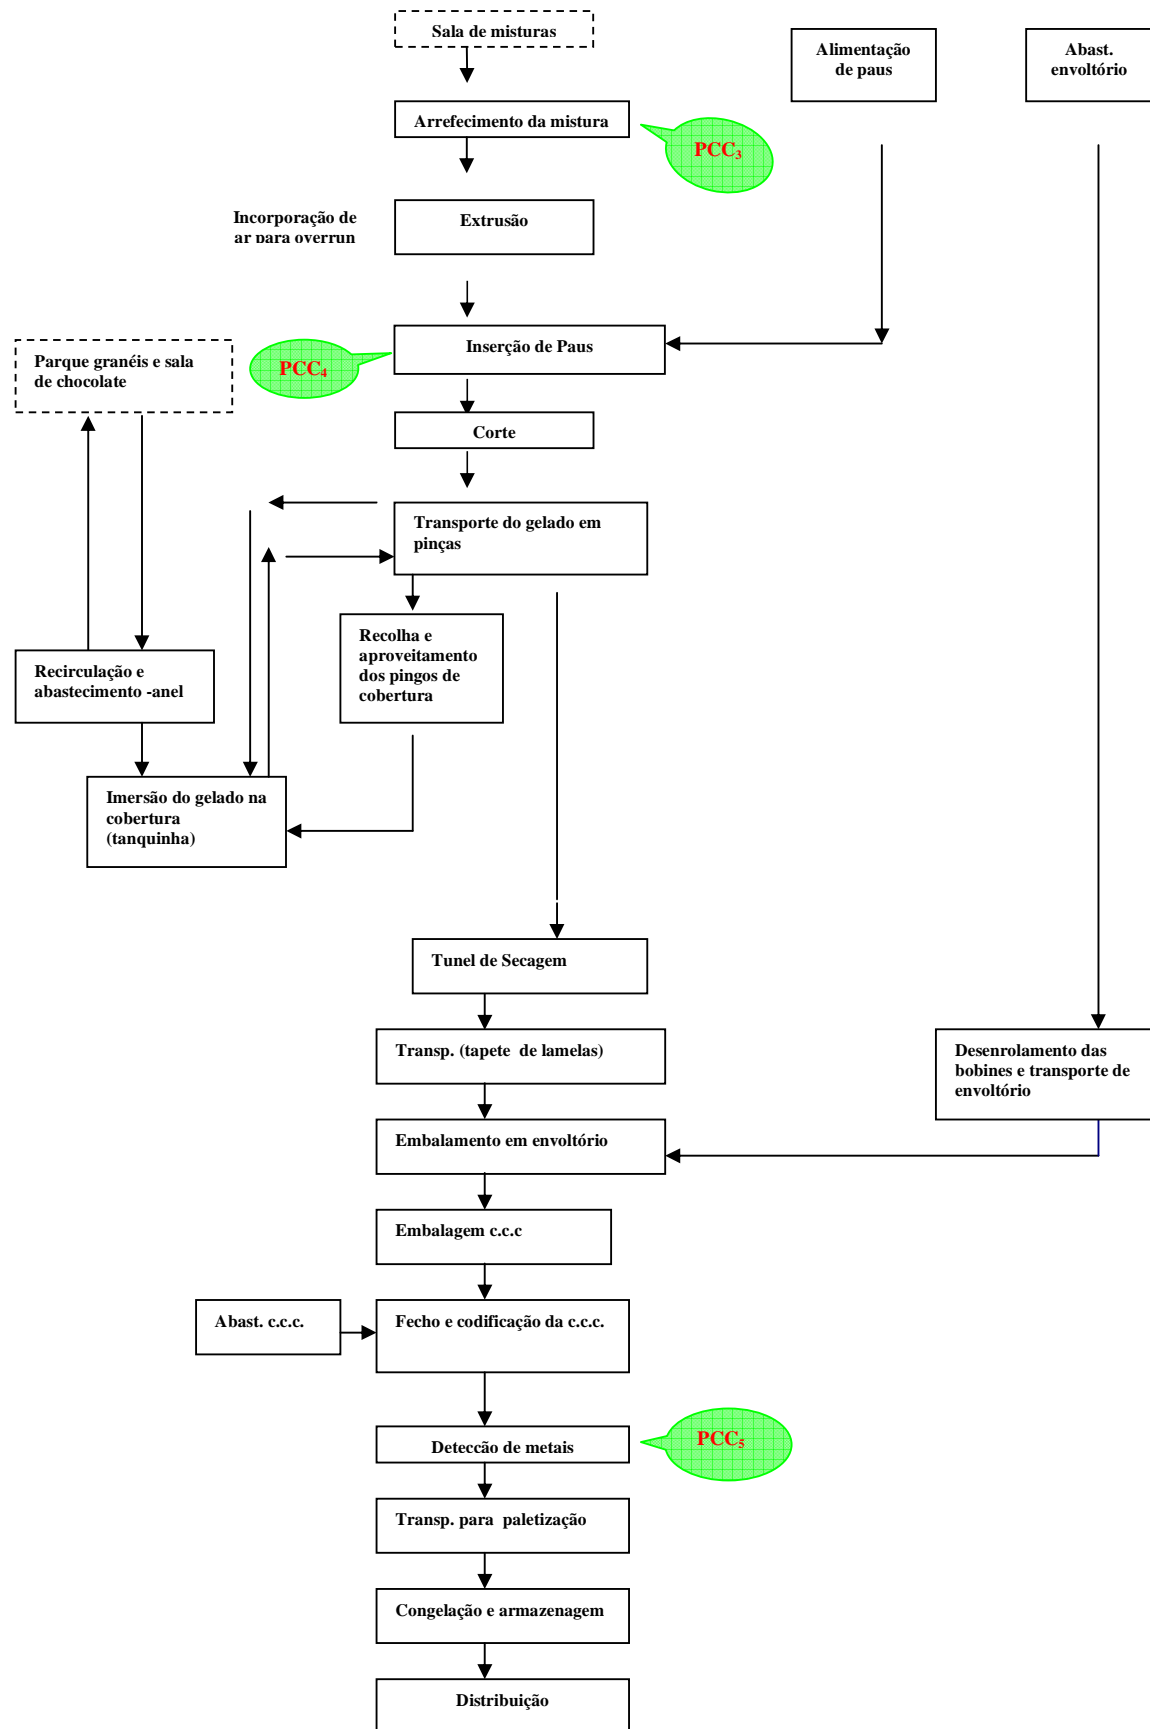 Sala de misturas
Alimentação
de paus
Abast.
envoltório
Arrefecimento da mistura
PCC₃
Incorporação de
ar para overrun
Extrusão
Inserção de Paus
Parque granéis e sala
de chocolate
PCC₄
Corte
Transporte do gelado em
pinças
Recolha e
aproveitamento
dos pingos de
cobertura
Recirculação e
abastecimento -anel
Imersão do gelado na
cobertura
(tanquinha)
Tunel de Secagem
Transp. (tapete de lamelas)
Desenrolamento das
bobines e transporte de
envoltório
Embalamento em envoltório
Embalagem c.c.c
Abast. c.c.c.
Fecho e codificação da c.c.c.
Detecção de metais
PCC₅
Transp. para paletização
Congelação e armazenagem
Distribuição